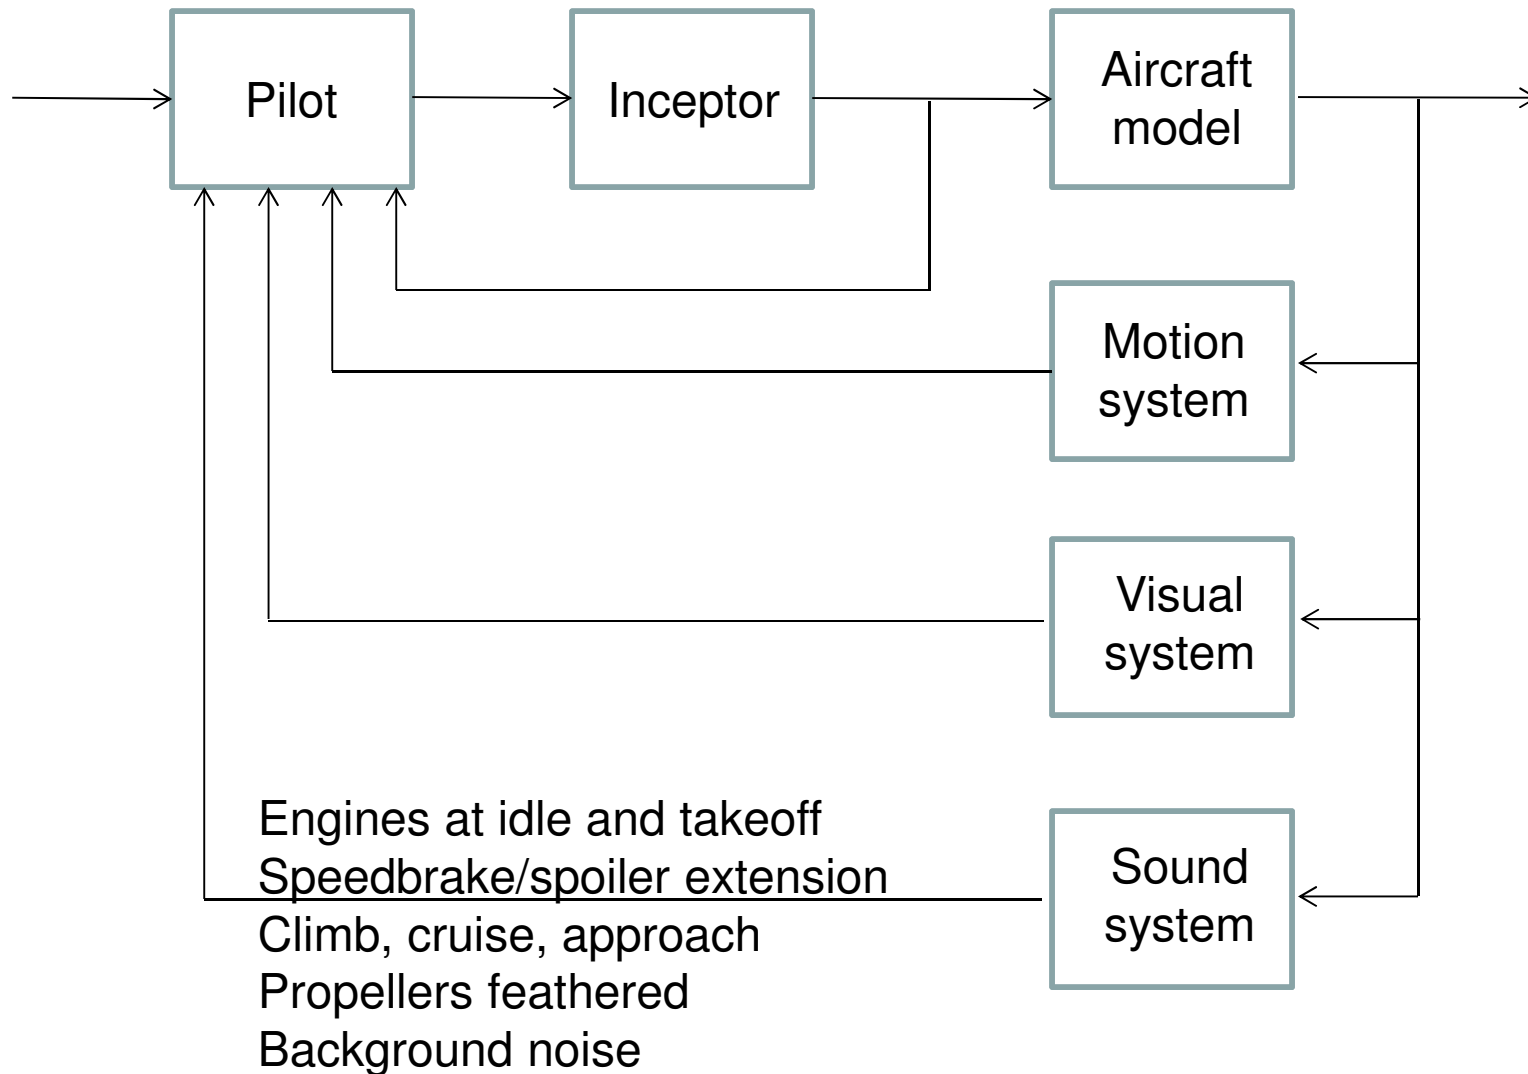 Pilot
Inceptor
Aircraft
model
Motion
system
Visual
system
Sound
system
Engines at idle and takeoff
Speedbrake/spoiler extension
Climb, cruise, approach
Propellers feathered
Background noise